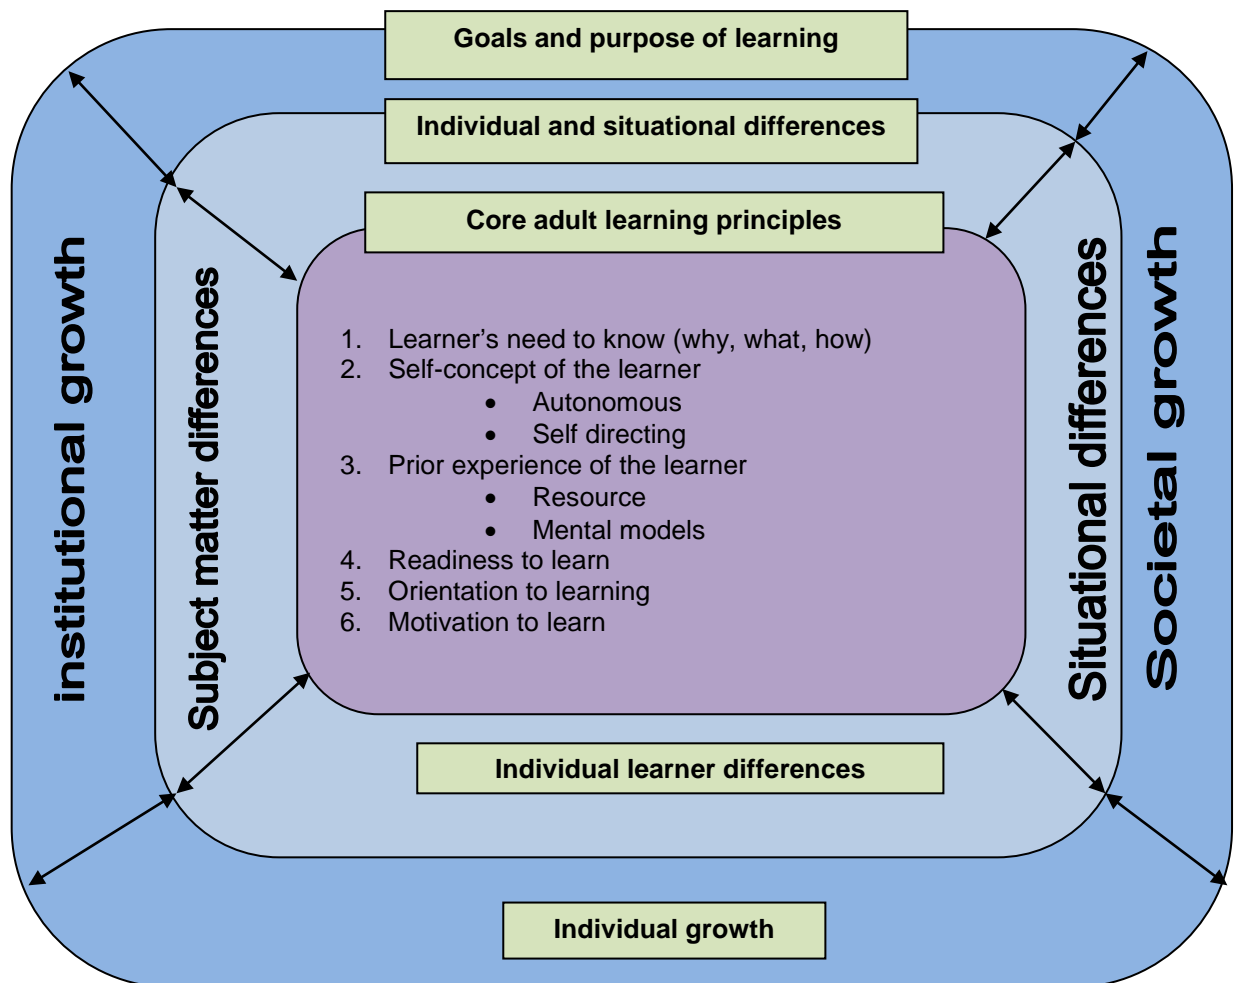 Goals and purpose of learning
Individual and situational differences
Core adult learning principles
institutional growth
Subject matter differences
1. Learner’s need to know (why, what, how)
2. Self-concept of the learner
• Autonomous
• Self directing
3. Prior experience of the learner
• Resource
• Mental models
4. Readiness to learn
5. Orientation to learning
6. Motivation to learn
Situational differences
Societal growth
Individual learner differences
Individual growth